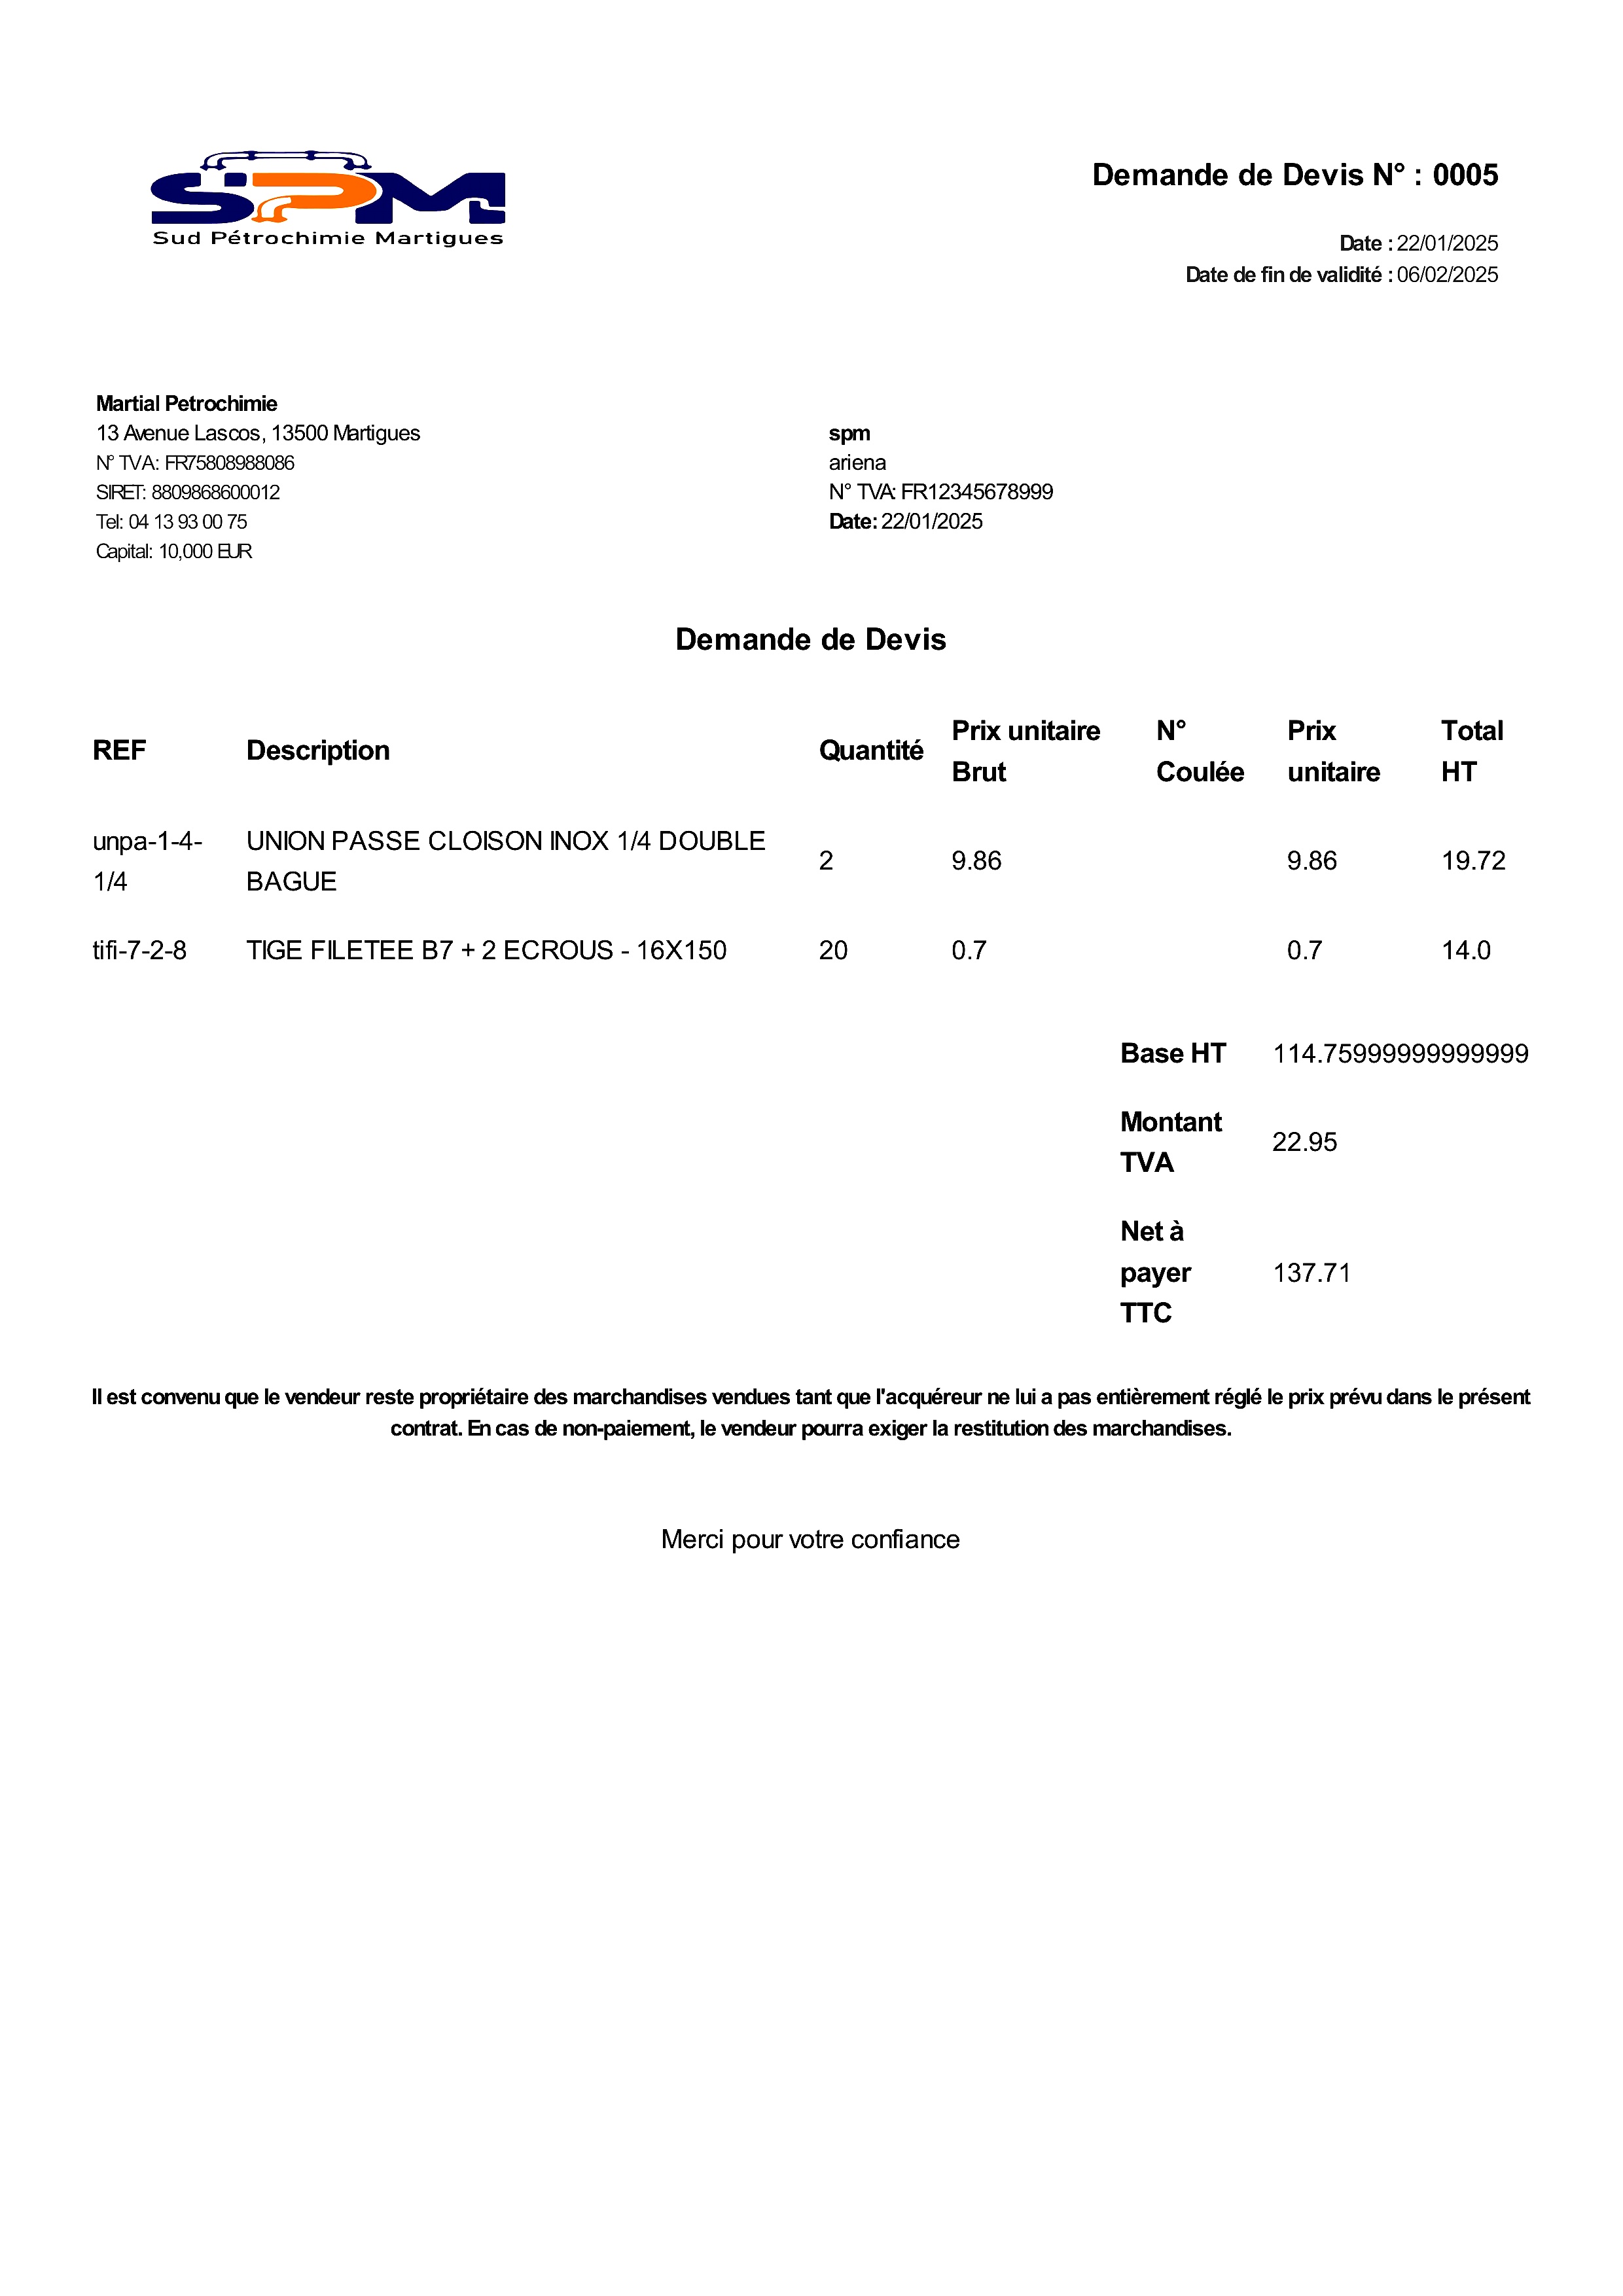 SPM
Sud Pétrochimie Martigues
Demande de Devis N° : 0005
Date : 22/01/2025
Date de fin de validité : 06/02/2025
Martial Petrochimie
13 Avenue Lascos, 13500 Martigues
N° TVA: FR75808988086
SIRET: 8809868600012
Tel: 04 13 93 00 75
Capital: 10,000 EUR
spm
ariena
N° TVA: FR12345678999
Date: 22/01/2025
Demande de Devis
REF Description Quantité Prix unitaire Brut N° Coulée Prix unitaire Total HT
unpa-1-4-1/4 UNION PASSE CLOISON INOX 1/4 DOUBLE BAGUE 2 9.86 9.86 19.72
tifi-7-2-8 TIGE FILETEE B7 + 2 ECROUS - 16X150 20 0.7 0.7 14.0
Base HT 114.75999999999999
Montant TVA 22.95
Net à payer TTC 137.71
Il est convenu que le vendeur reste propriétaire des marchandises vendues tant que l'acquéreur ne lui a pas entièrement réglé le prix prévu dans le présent
contrat. En cas de non-paiement, le vendeur pourra exiger la restitution des marchandises.
Merci pour votre confiance